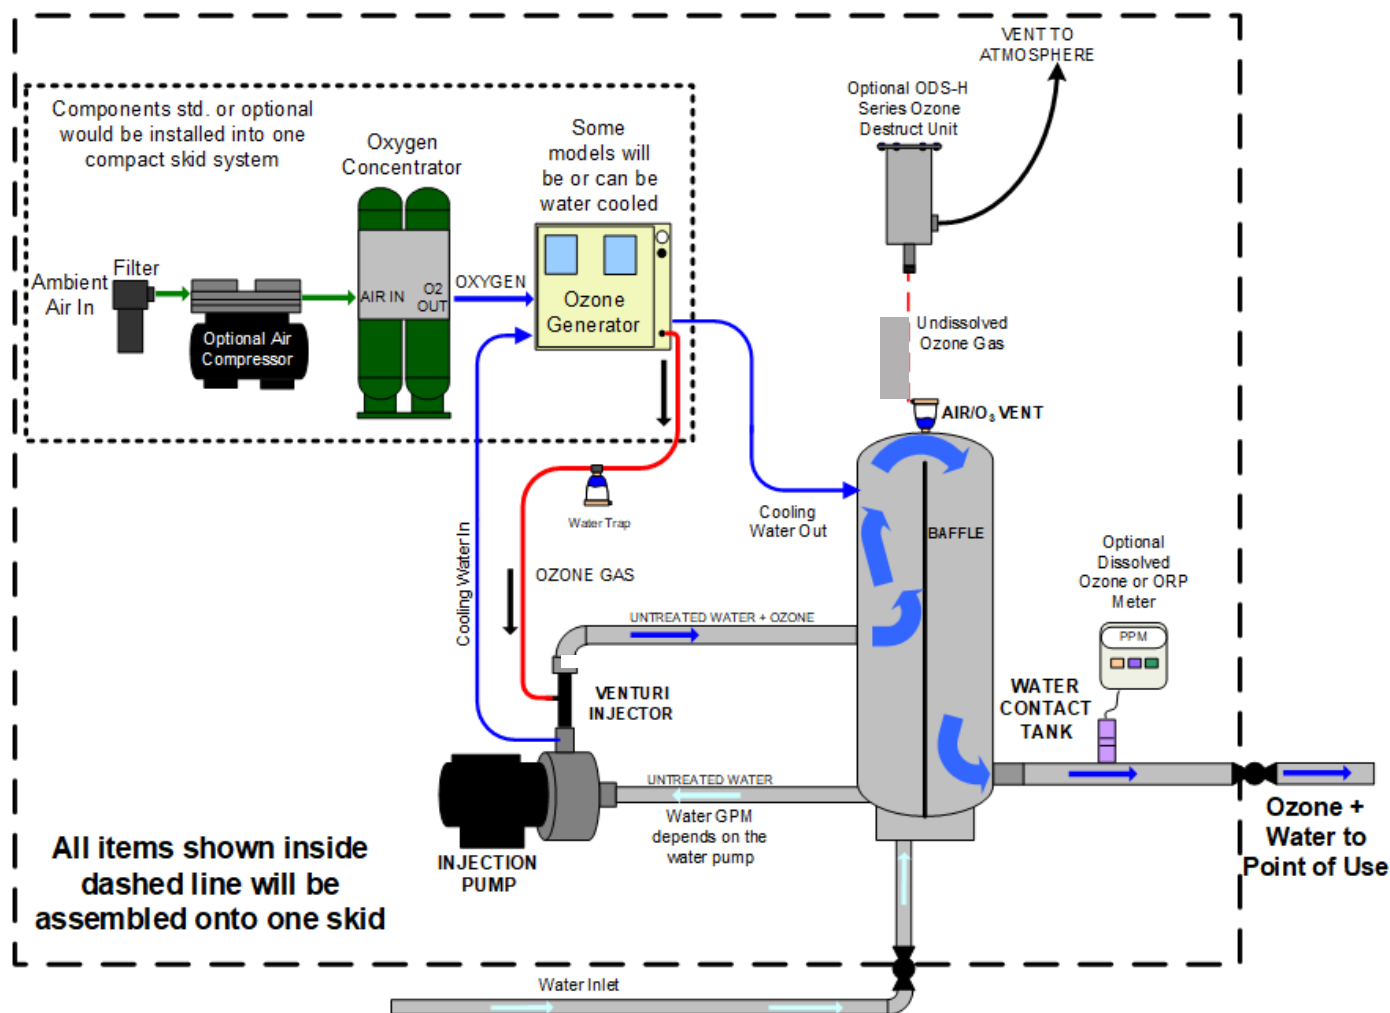 VENT TO
ATMOSPHERE
Optional ODS-H
Series Ozone
Destruct Unit
Components std. or optional
would be installed into one
compact skid system
Oxygen
Concentrator
Some
models will
be or can be
water cooled
Ambient
Air In
Filter
Optional Air
Compressor
AIR IN
O2
OUT
OXYGEN
Ozone
Generator
Undissolved
Ozone Gas
AIR/O₃ VENT
Water Trap
Cooling
Water Out
BAFFLE
Optional
Dissolved
Ozone or ORP
Meter
PPM
Cooling Water In
OZONE GAS
UNTREATED WATER + OZONE
VENTURI
INJECTOR
WATER
CONTACT
TANK
UNTREATED WATER
Water GPM
depends on the
water pump
INJECTION
PUMP
Ozone +
Water to
Point of Use
All items shown inside
dashed line will be
assembled onto one skid
Water Inlet